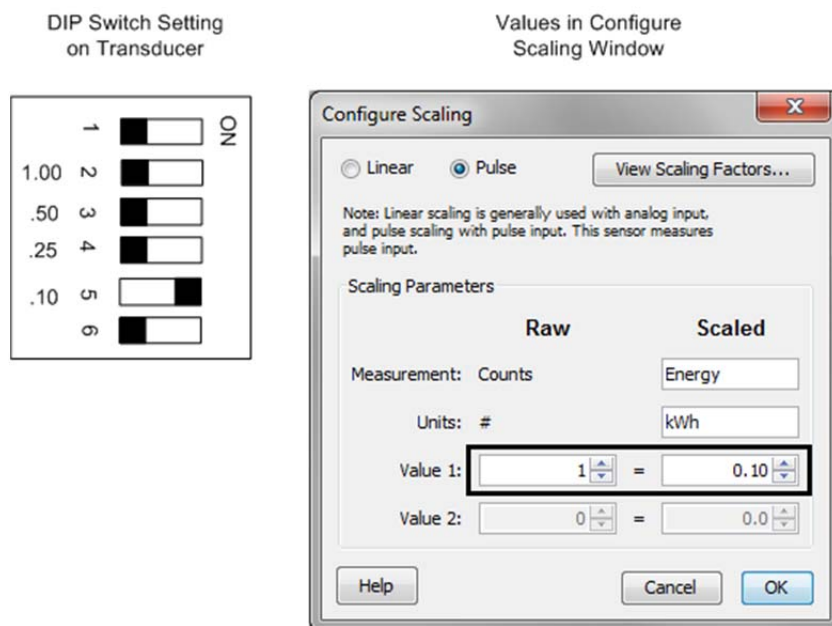 DIP Switch Setting
on Transducer
ON
1
1.00 2
.50 3
.25 4
.10 5
6
Values in Configure
Scaling Window
Configure Scaling
Linear Pulse View Scaling Factors...
Note: Linear scaling is generally used with analog input,
and pulse scaling with pulse input. This sensor measures
pulse input.
Scaling Parameters
Raw Scaled
Measurement: Counts Energy
Units: # kWh
Value 1: 1 = 0.10
Value 2: 0 = 0.0
Help Cancel OK